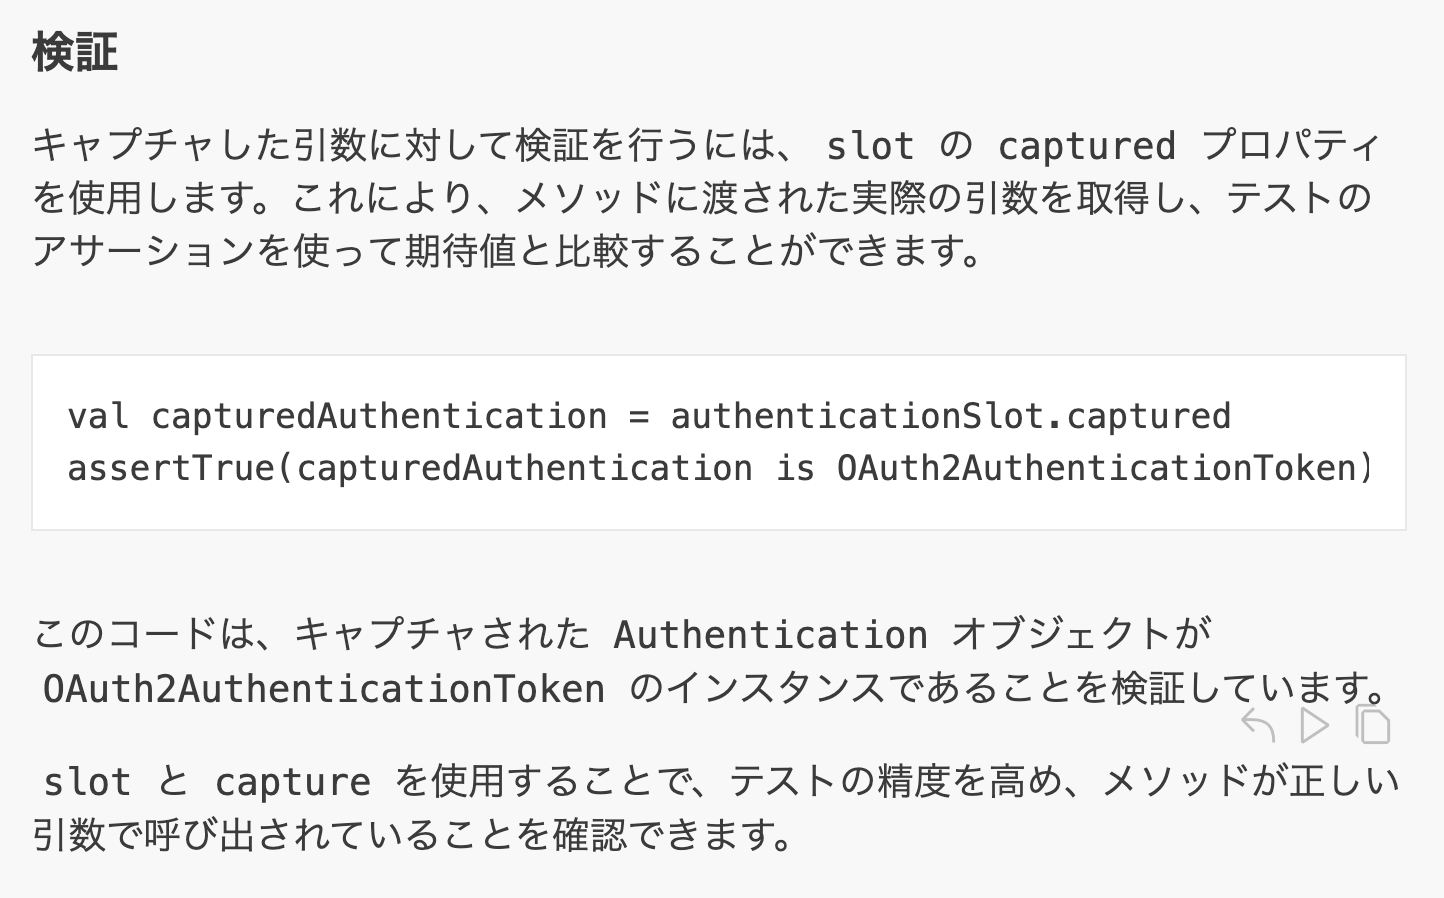 検証
キャプチャした引数に対して検証を行うには、 slot の captured プロパティ
を使用します。これにより、メソッドに渡された実際の引数を取得し、テストの
アサーションを使って期待値と比較することができます。
val capturedAuthentication = authenticationSlot.captured
assertTrue(capturedAuthentication is OAuth2AuthenticationToken)
このコードは、キャプチャされた Authentication オブジェクトが
OAuth2AuthenticationToken のインスタンスであることを検証しています。
slot と capture を使用することで、テストの精度を高め、メソッドが正しい
引数で呼び出されていることを確認できます。